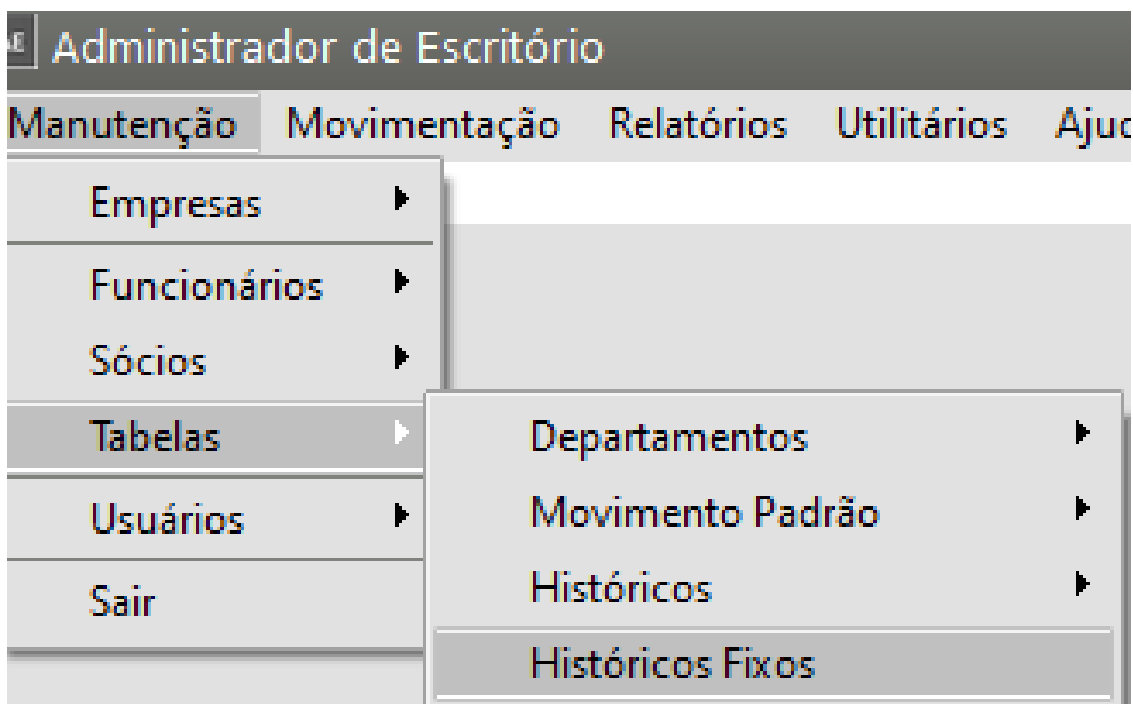 AE Administrador de Escritório
Manutenção Movimentação Relatórios Utilitários
Empresas
Funcionários
Sócios
Tabelas
Departamentos
Usuários
Movimento Padrão
Históricos
Sair
Históricos Fixos